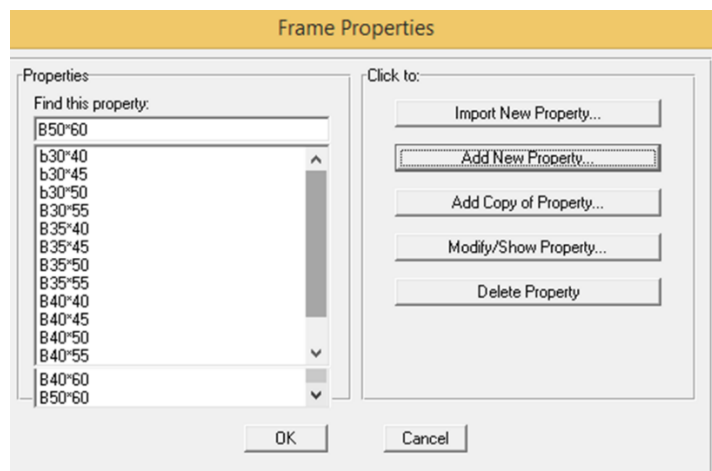 Frame Properties
Properties
Find this property:
B50*60
b30*40
b30*45
b30*50
B30*55
B35*40
B35*45
B35*50
B35*55
B40*40
B40*45
B40*50
B40*55
B40*60
B50*60
Click to:
Import New Property...
Add New Property...
Add Copy of Property...
Modify/Show Property...
Delete Property
OK
Cancel